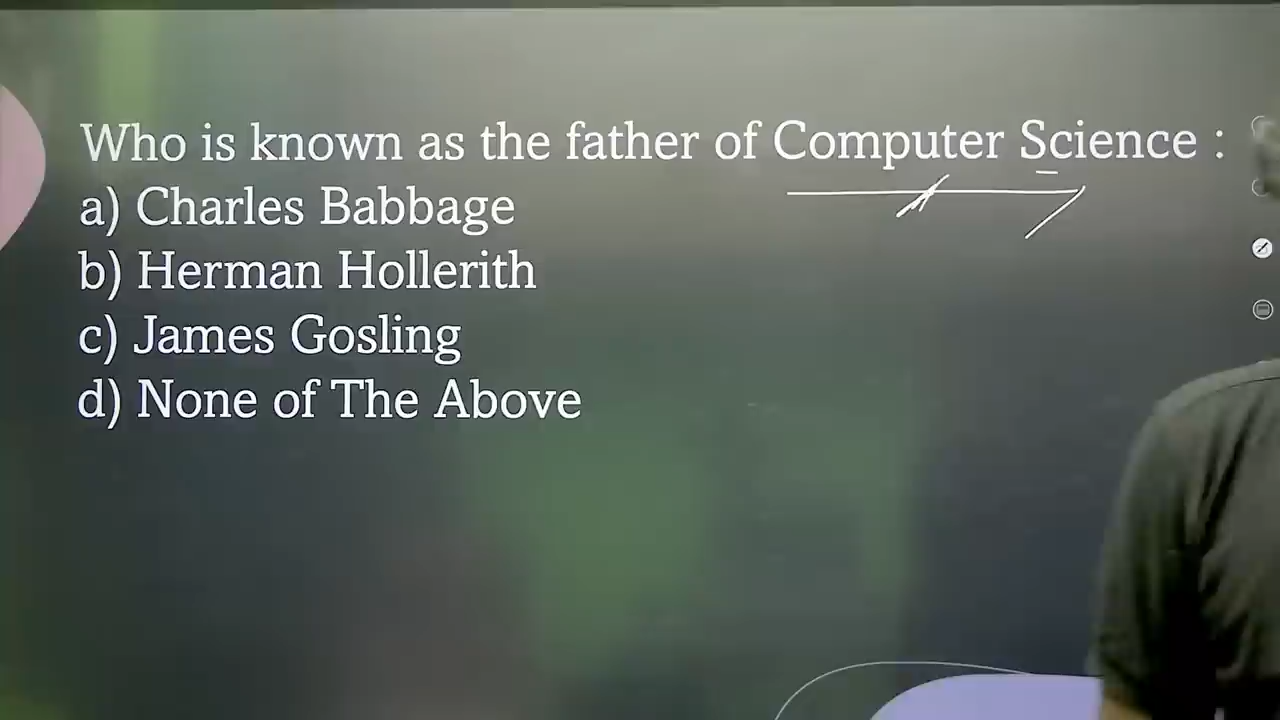 Who is known as the father of Computer Science :
a) Charles Babbage
b) Herman Hollerith
c) James Gosling
d) None of The Above